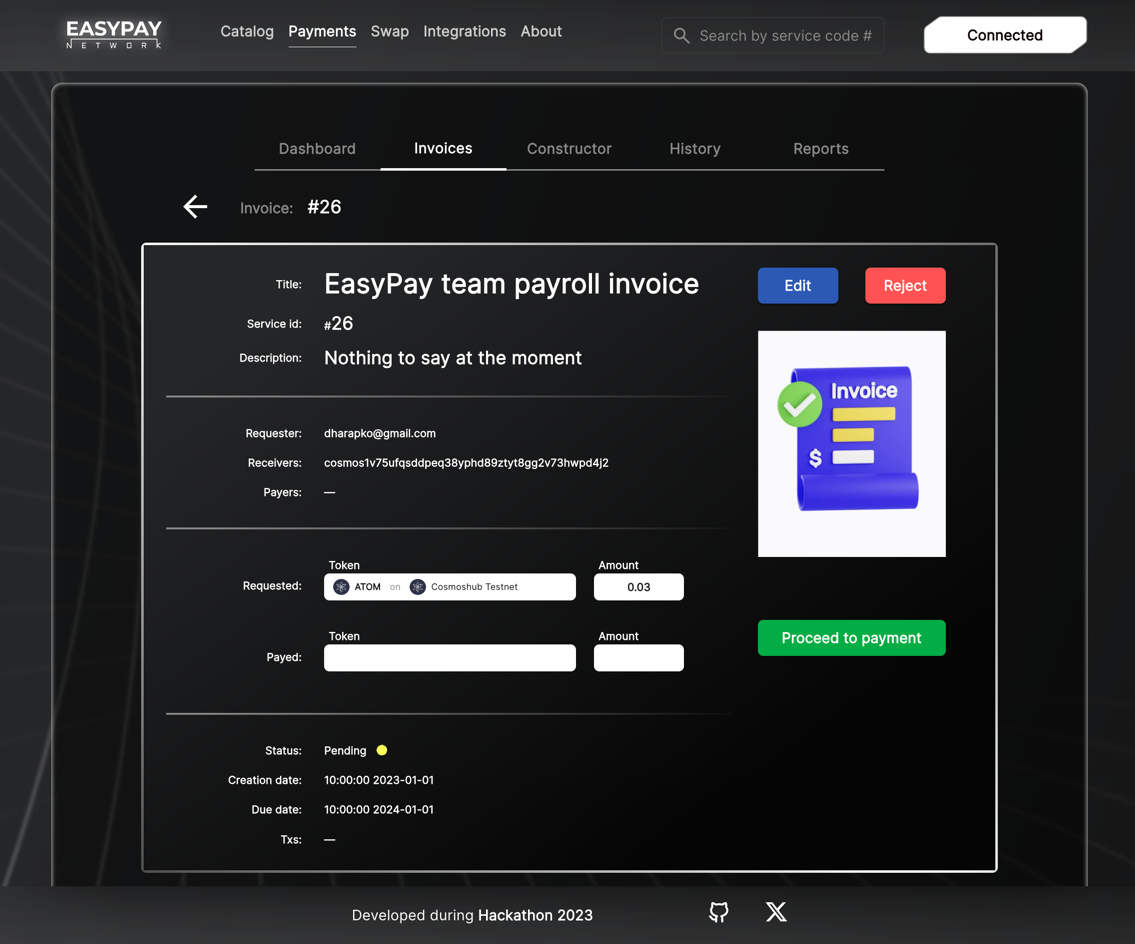 EASYPAY
NETWORK
Catalog Payments Swap Integrations About
Search by service code #
Connected
Dashboard Invoices Constructor History Reports
Invoice: #26
Title: EasyPay team payroll invoice
Edit Reject
Service id: #26
Description: Nothing to say at the moment
Invoice
$
Requester: dharapko@gmail.com
Receivers: cosmos1v75ufqsddpeq38yphd89ztyt8gg2v73hwpd4j2
Payers: —
Token Amount
Requested: ATOM on Cosmoshub Testnet 0.03
Proceed to payment
Token Amount
Payed:
Status: Pending
Creation date: 10:00:00 2023-01-01
Due date: 10:00:00 2024-01-01
Txs: —
Developed during Hackathon 2023